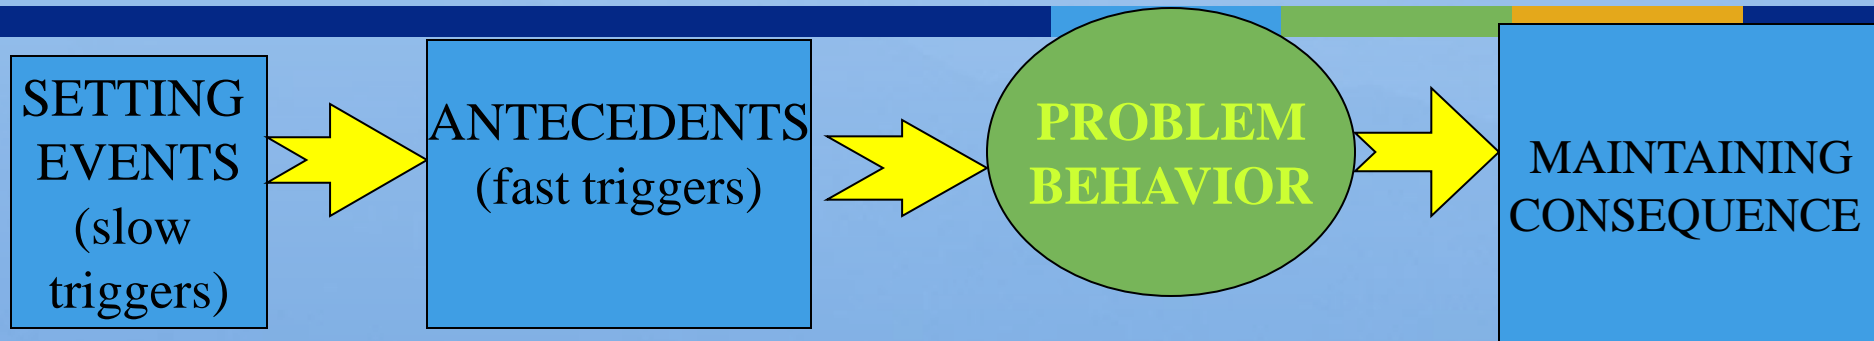 SETTING
EVENTS
(slow
triggers)
ANTECEDENTS
(fast triggers)
PROBLEM
BEHAVIOR
MAINTAINING
CONSEQUENCE